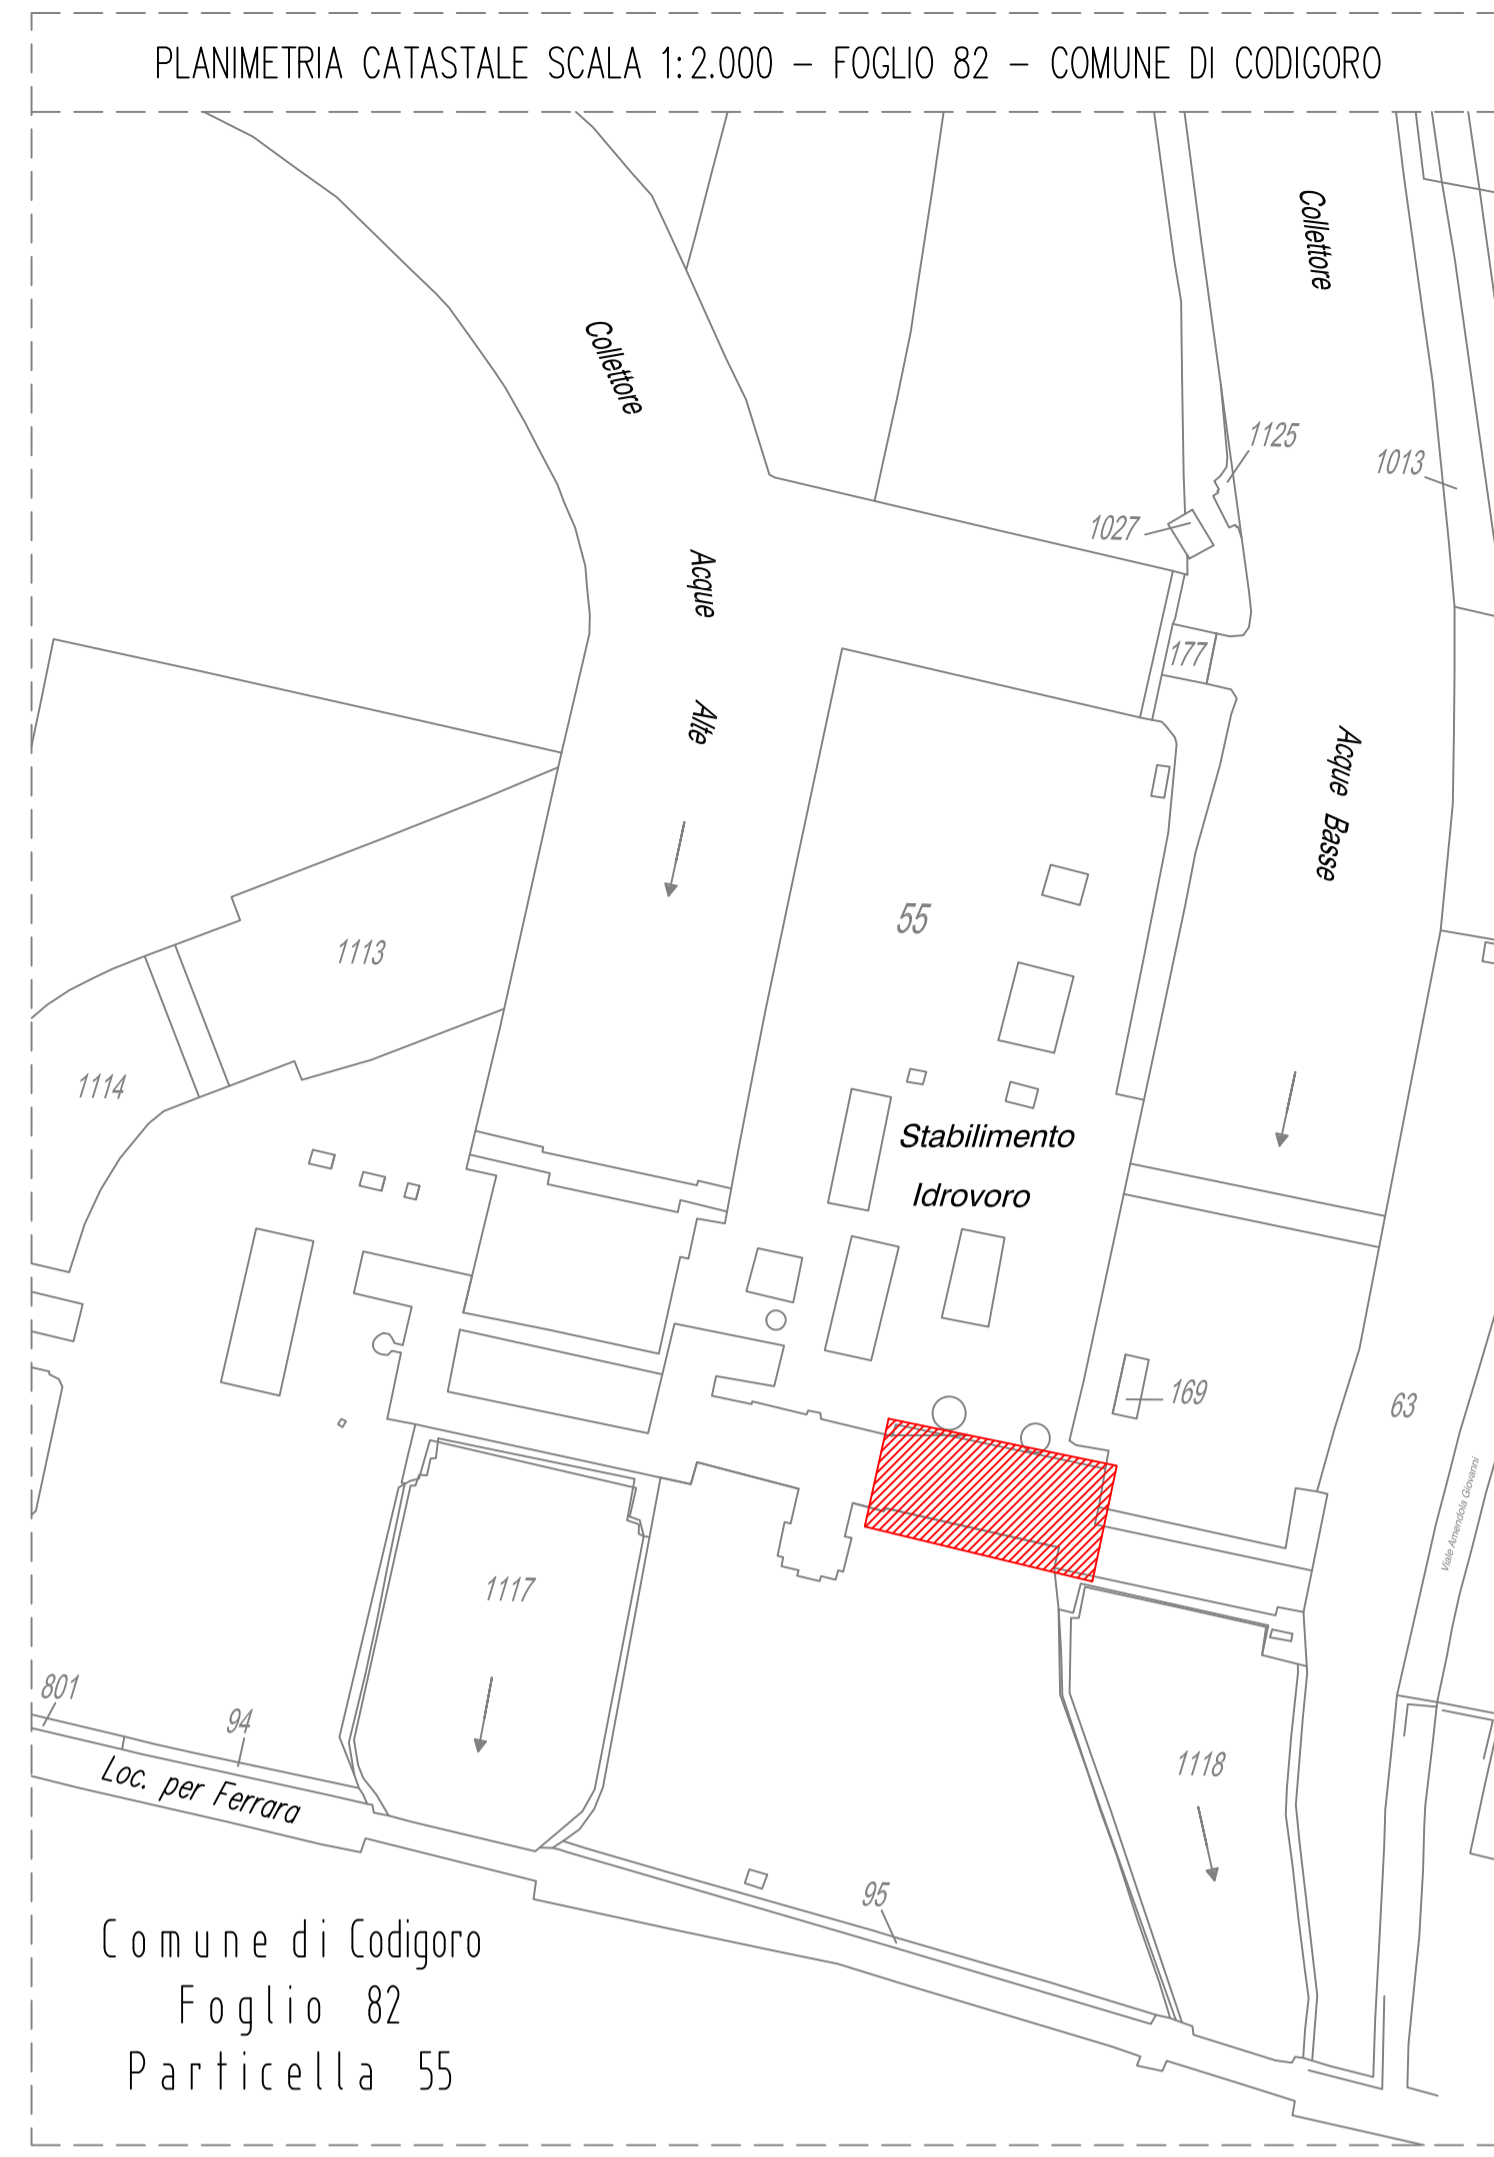 PLANIMETRIA CATASTALE SCALA 1:2.000 – FOGLIO 82 – COMUNE DI CODIGORO
Collettore
Collettore
1125
1013
1027
Acque
177
Alte
Acque Basse
55
1113
1114
Stabilimento
Idrovoro
169
63
Viale Amendola Giovanni
1117
801
94
1118
Loc. per Ferrara
95
Comune di Codigoro
Foglio 82
Particella 55